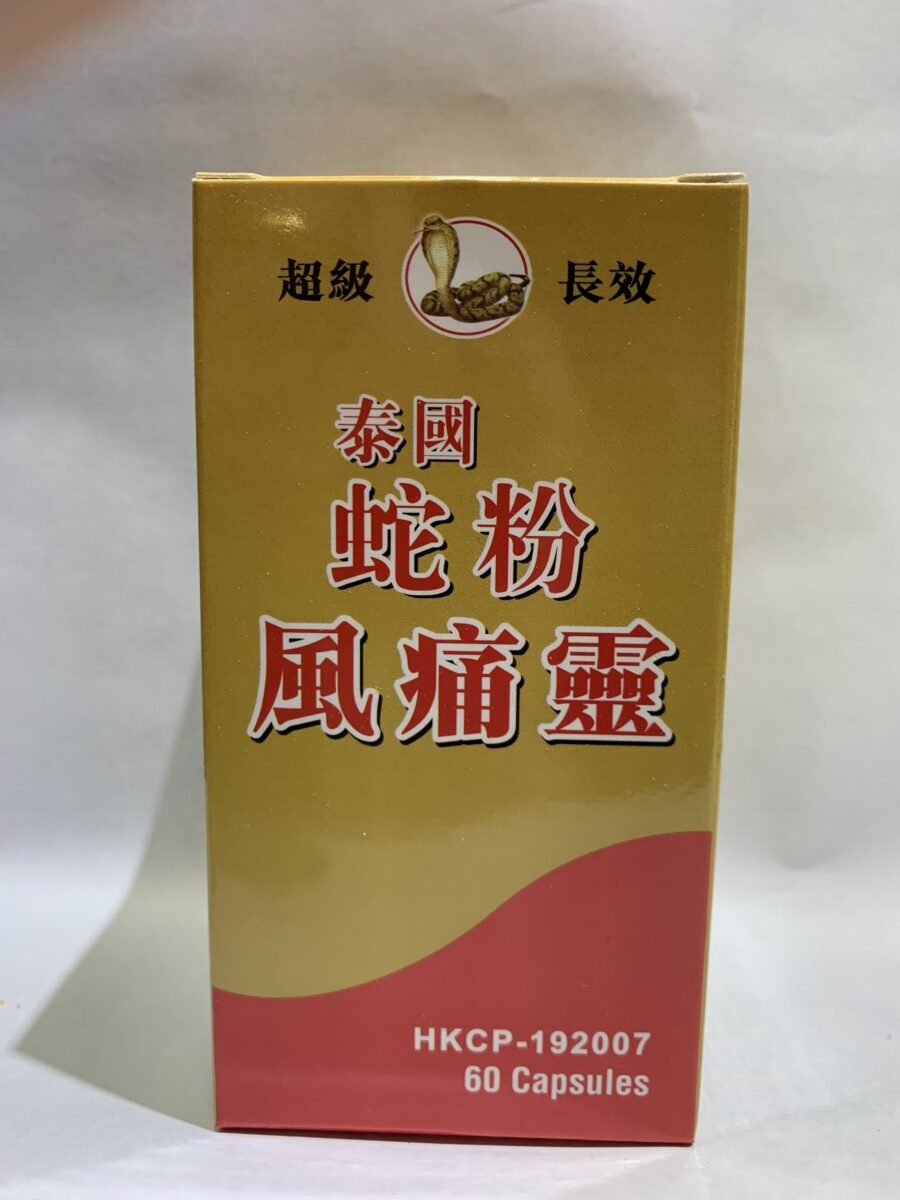 超級 長效
泰國
蛇粉
風痛靈
HKCP-192007
60 Capsules